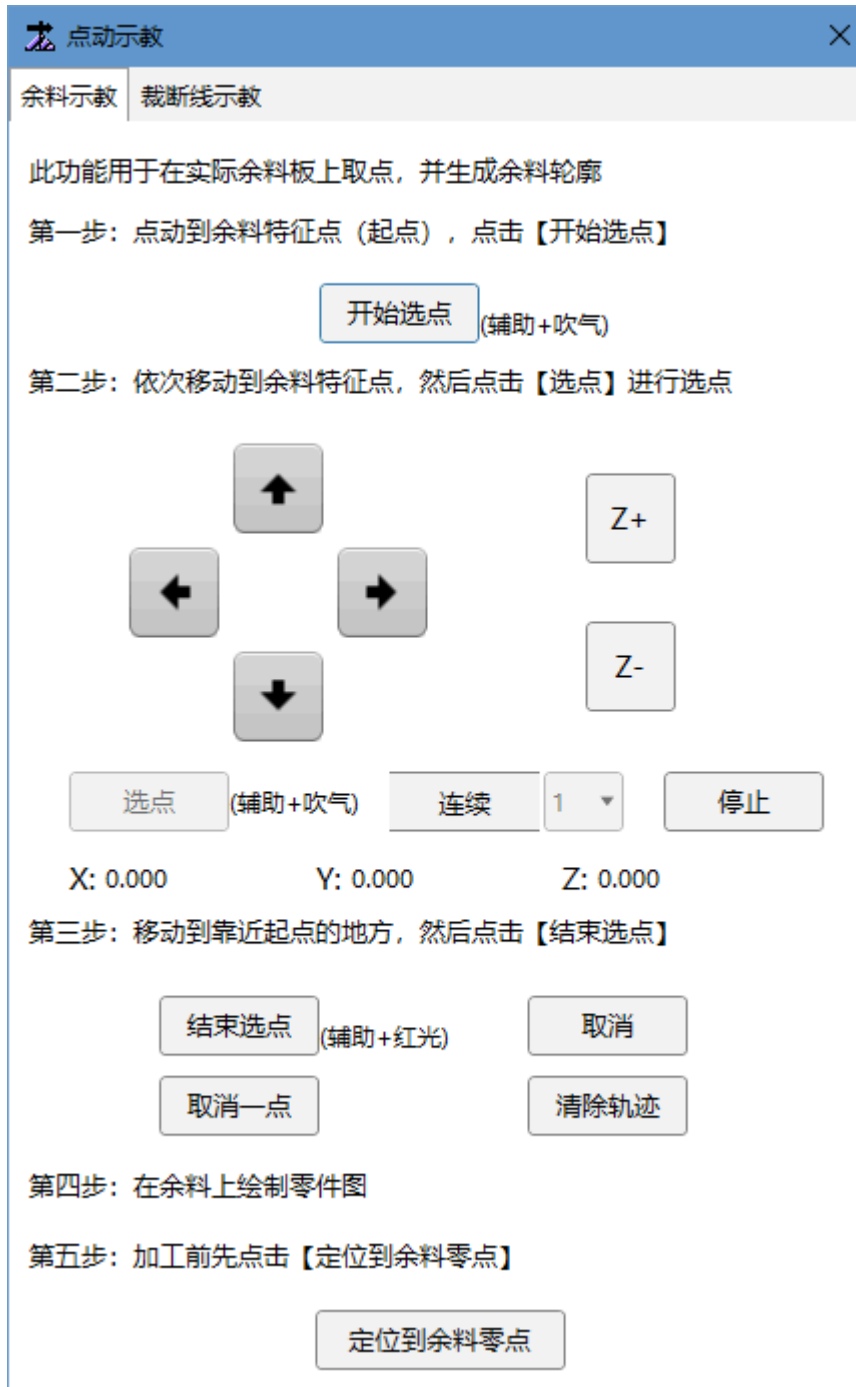 点动示教
余料示教 裁断线示教
此功能用于在实际余料板上取点，并生成余料轮廓
第一步：点动到余料特征点（起点），点击【开始选点】
开始选点 (辅助+吹气)
第二步：依次移动到余料特征点，然后点击【选点】进行选点
Z+
Z-
选点 (辅助+吹气) 连续 1 停止
X: 0.000 Y: 0.000 Z: 0.000
第三步：移动到靠近起点的地方，然后点击【结束选点】
结束选点 (辅助+红光) 取消
取消一点 清除轨迹
第四步：在余料上绘制零件图
第五步：加工前先点击【定位到余料零点】
定位到余料零点